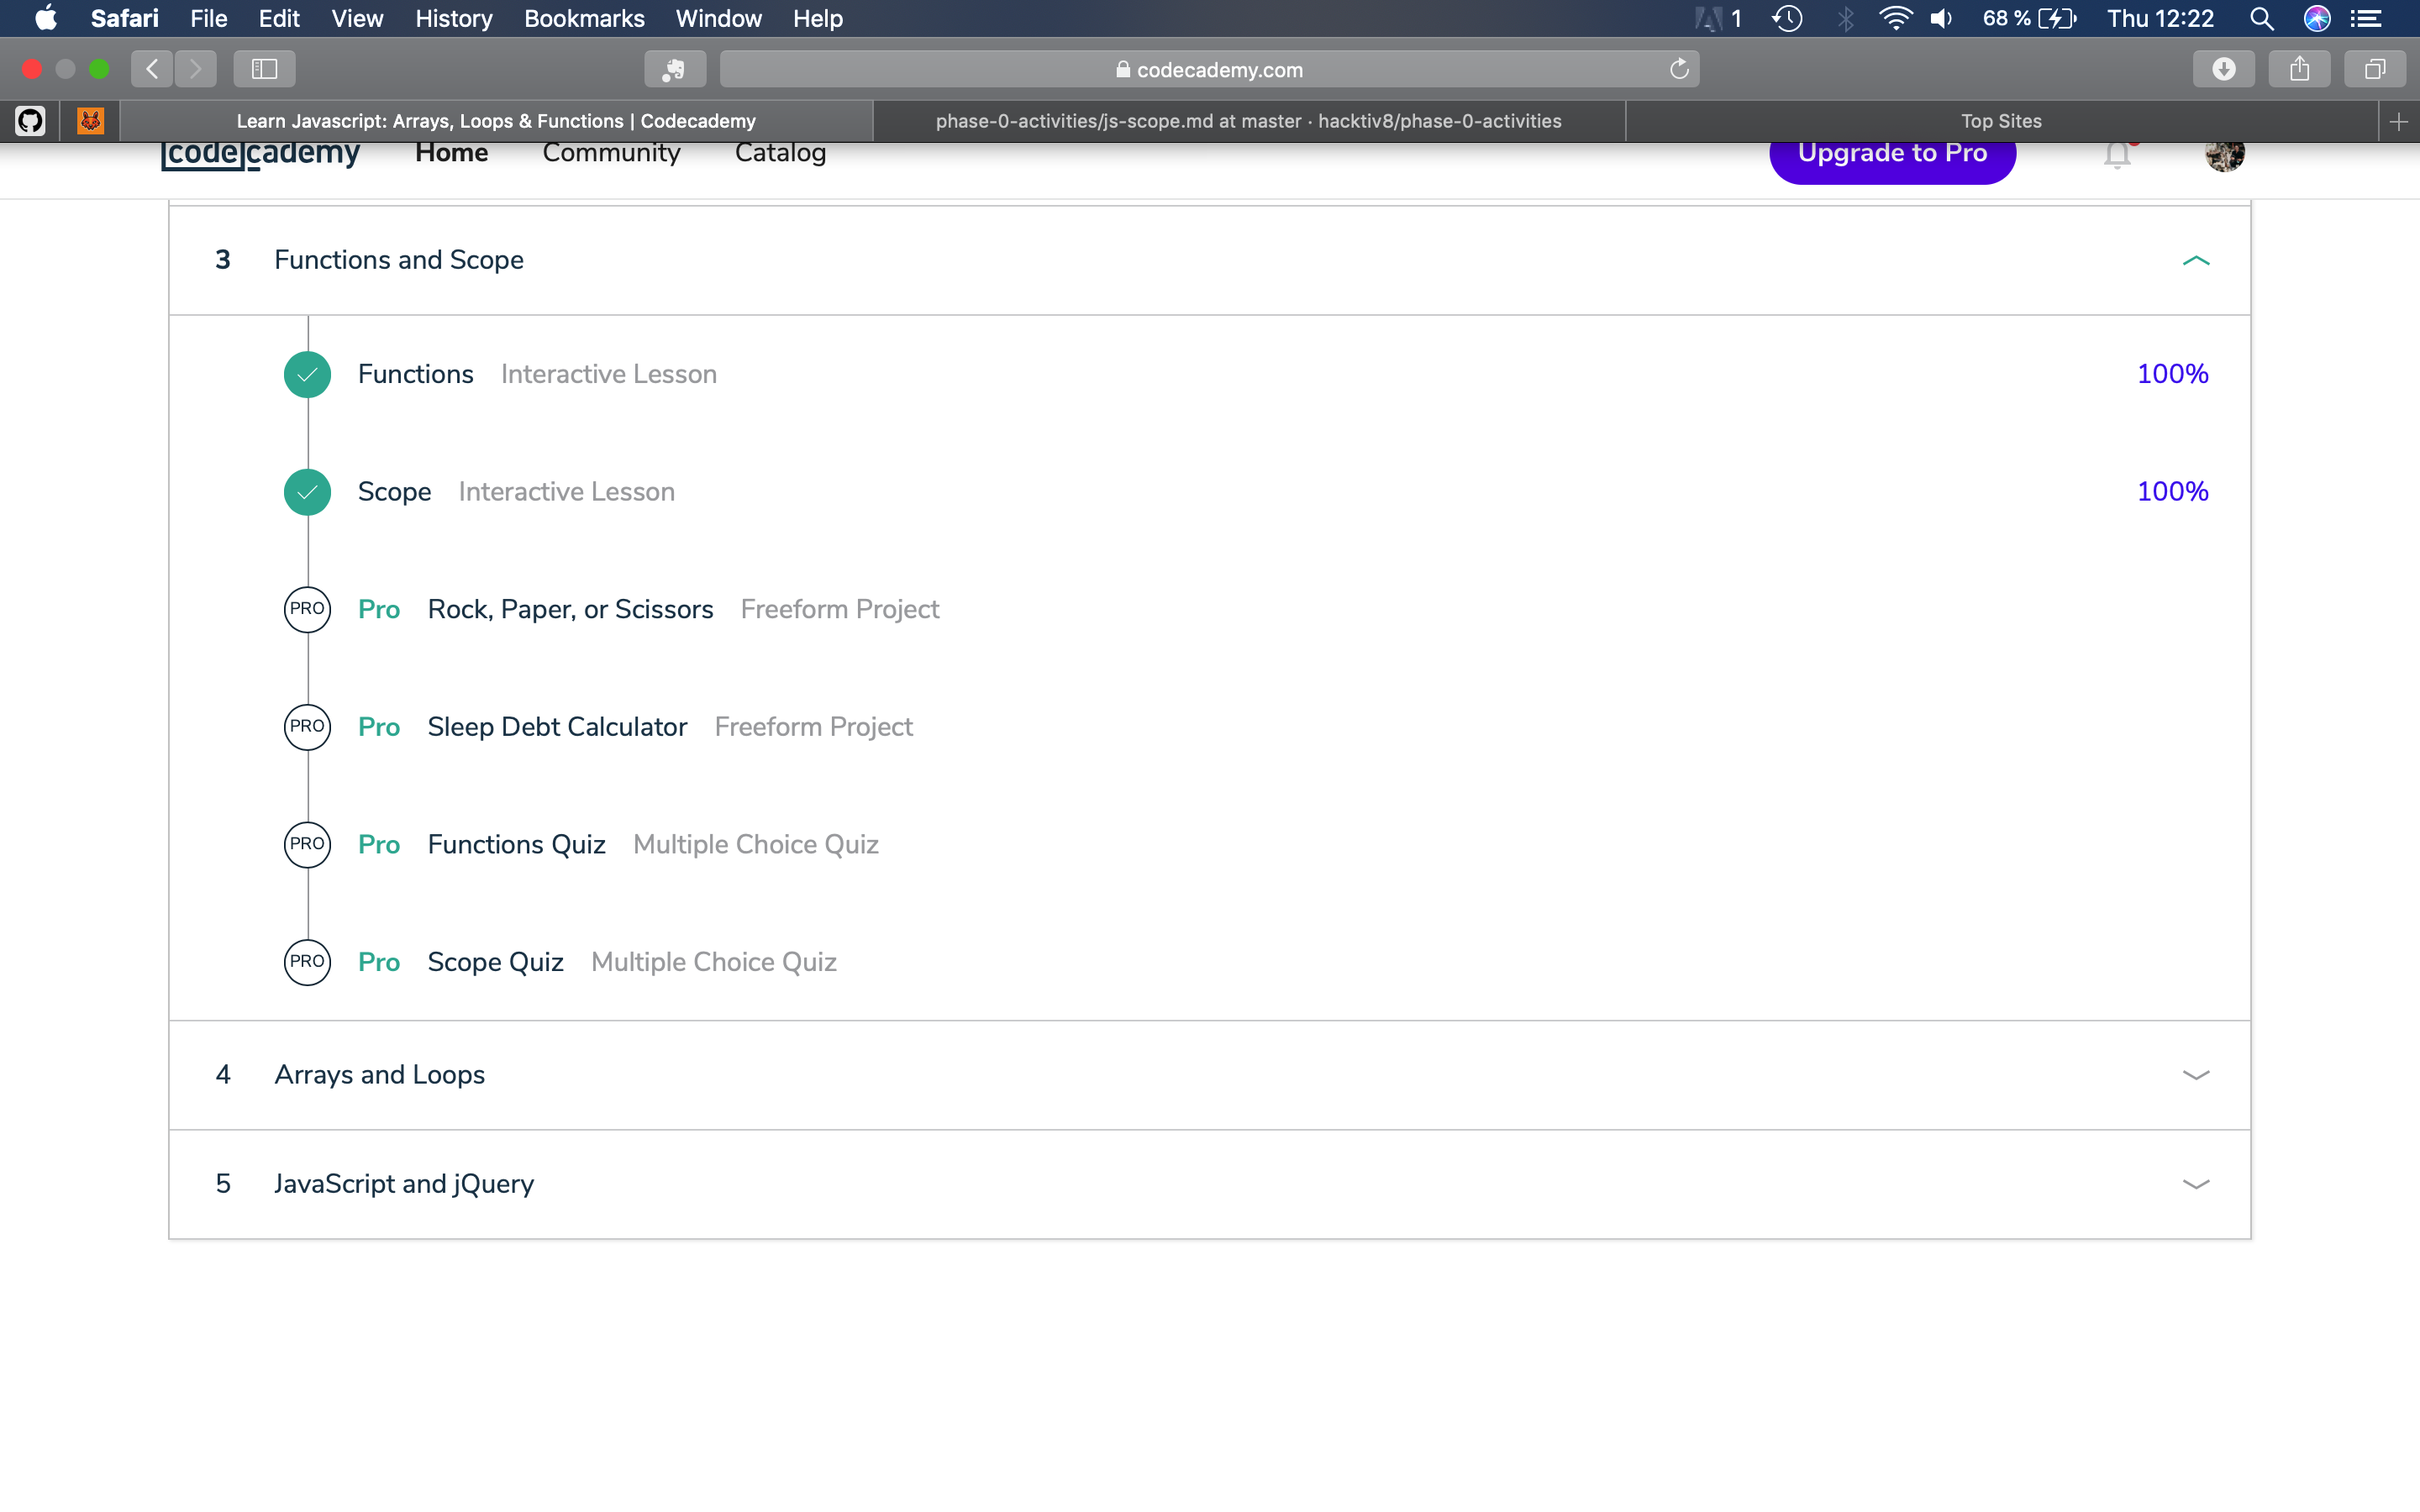 Safari File Edit View History Bookmarks Window Help 1 68 % Thu 12:22
codecademy.com
Learn Javascript: Arrays, Loops & Functions | Codecademy phase-0-activities/js-scope.md at master · hacktiv8/phase-0-activities Top Sites
codecademy Home Community Catalog Upgrade to Pro
3 Functions and Scope
Functions Interactive Lesson 100%
Scope Interactive Lesson 100%
PRO Pro Rock, Paper, or Scissors Freeform Project
PRO Pro Sleep Debt Calculator Freeform Project
PRO Pro Functions Quiz Multiple Choice Quiz
PRO Pro Scope Quiz Multiple Choice Quiz
4 Arrays and Loops
5 JavaScript and jQuery